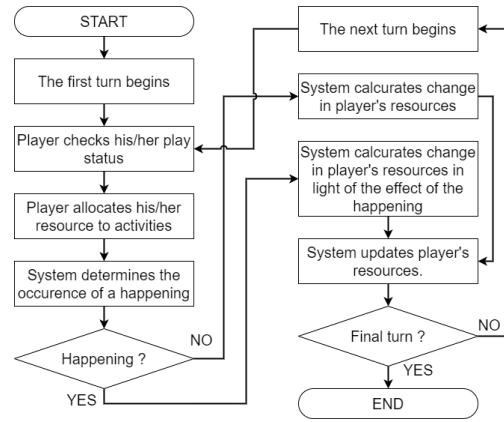 START
The first turn begins
Player checks his/her play
status
Player allocates his/her
resource to activities
System determines the
occurence of a happening
Happening ?
NO
YES
The next turn begins
System calcurates change
in player's resources
System calcurates change
in player's resources in
light of the effect of the
happening
System updates player's
resources.
Final turn ?
NO
YES
END